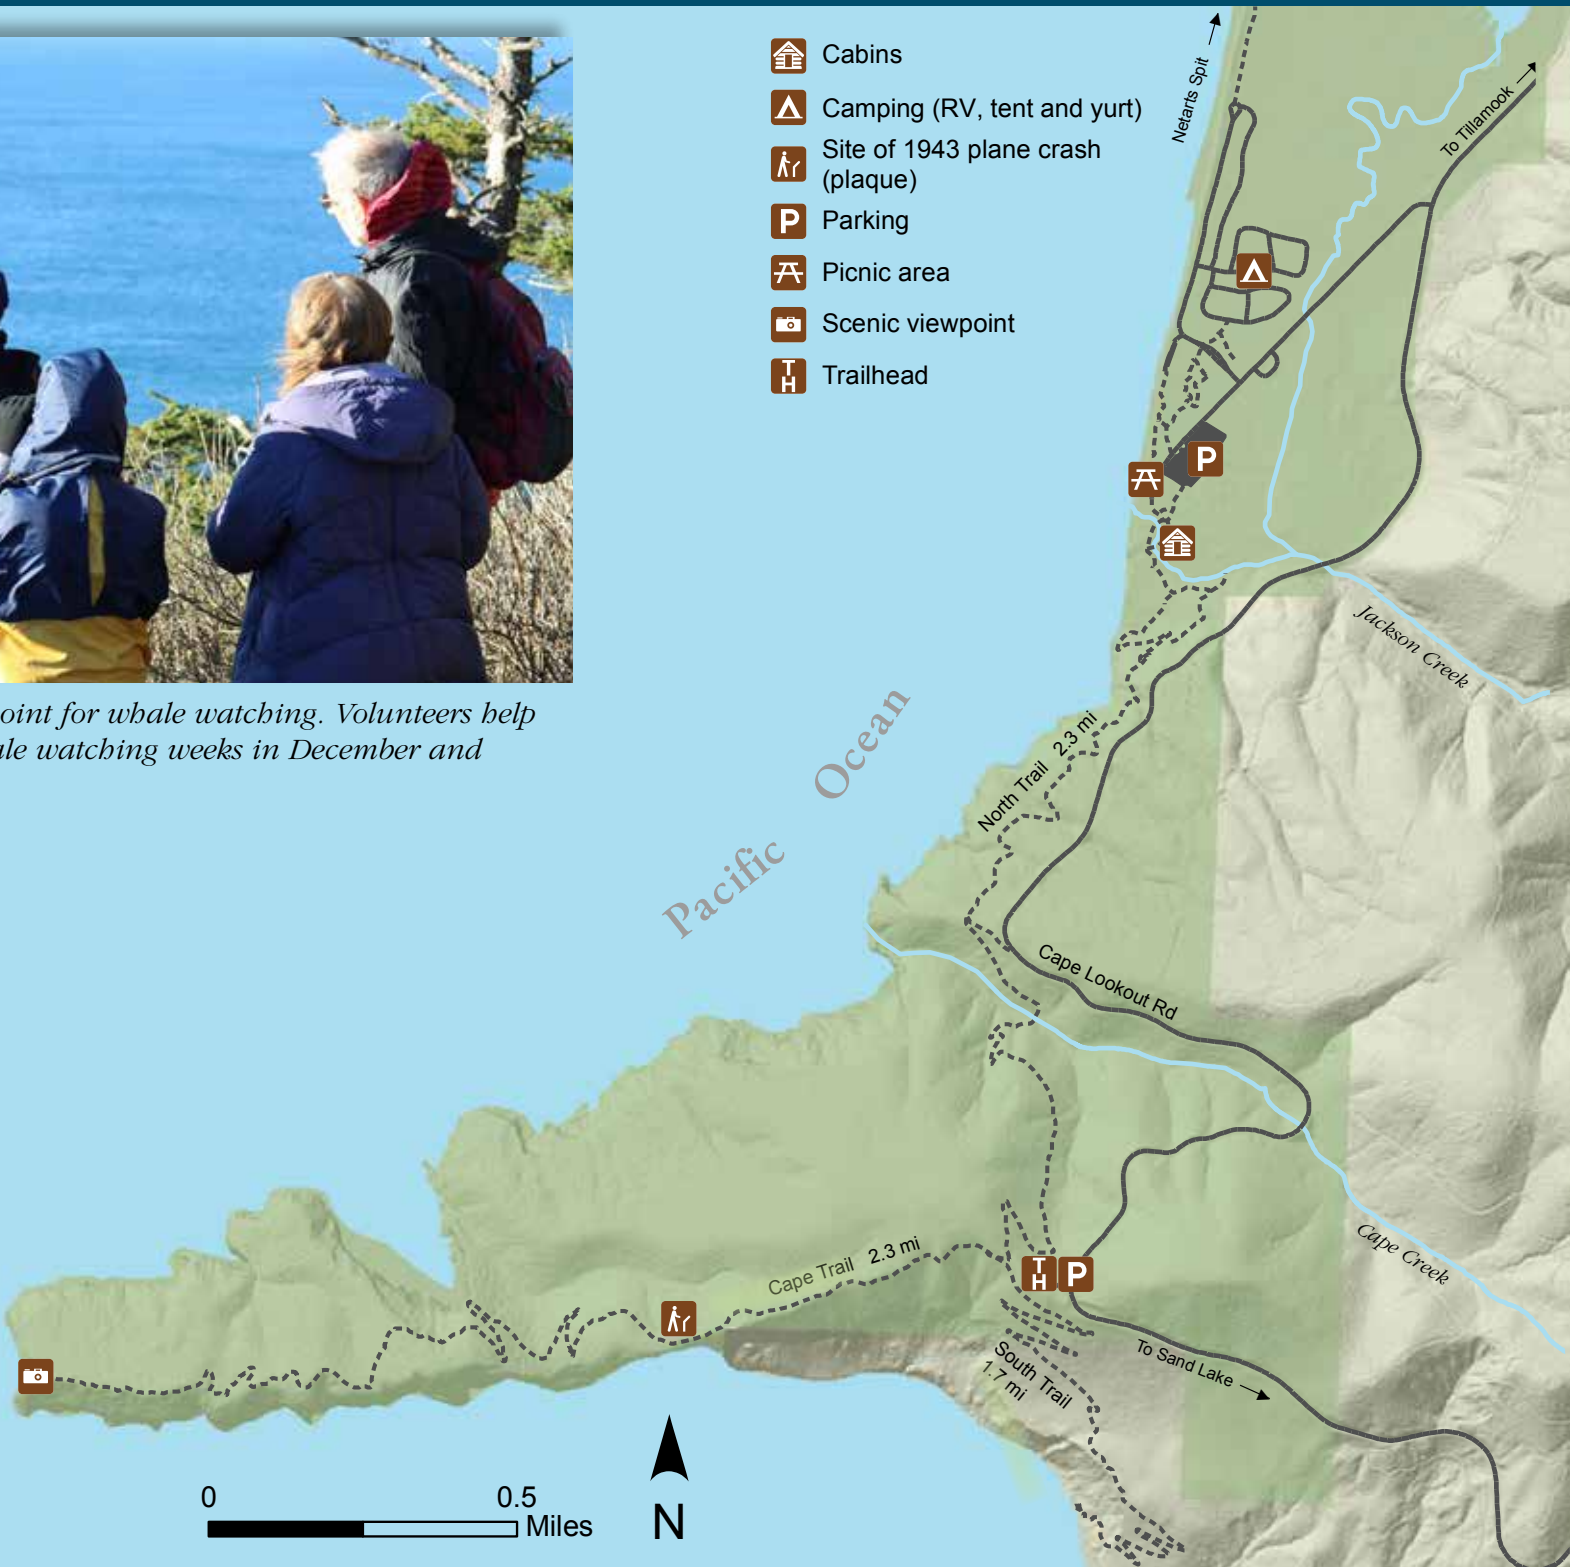 Cabins
Camping (RV, tent and yurt)
Site of 1943 plane crash
(plaque)
P
Parking
Picnic area
Scenic viewpoint
T
H
Trailhead
Netarts Spit
To Tillamook
P
Jackson Creek
oint for whale watching. Volunteers help
le watching weeks in December and
Pacific Ocean
North Trail 2.3 mi
Cape Lookout Rd
Cape Creek
Cape Trail 2.3 mi
T
H
P
South Trail
1.7 mi
To Sand Lake
0 0.5
Miles
N